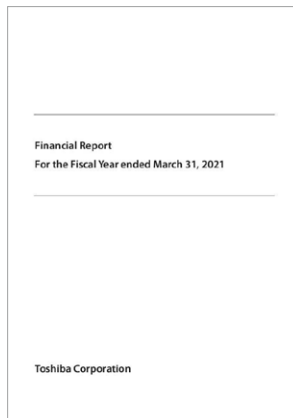 Financial Report
For the Fiscal Year ended March 31, 2021
Toshiba Corporation